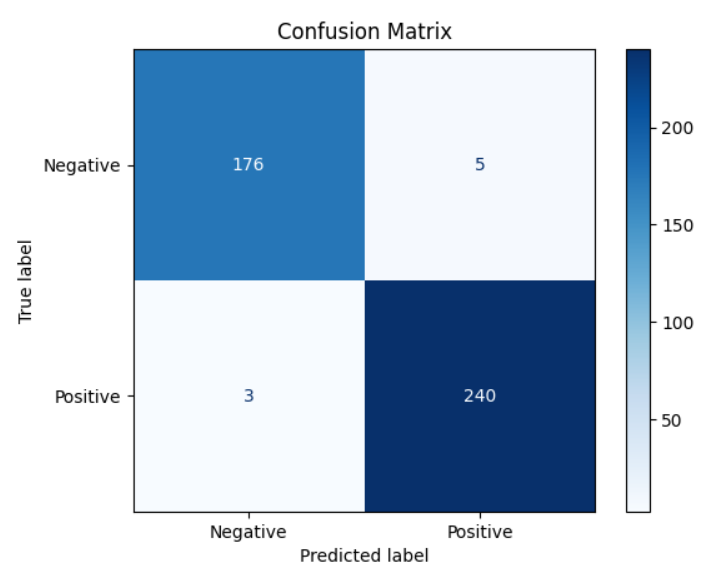 Confusion Matrix
True label
Negative
176
5
200
150
100
50
Positive
3
240
Negative
Positive
Predicted label